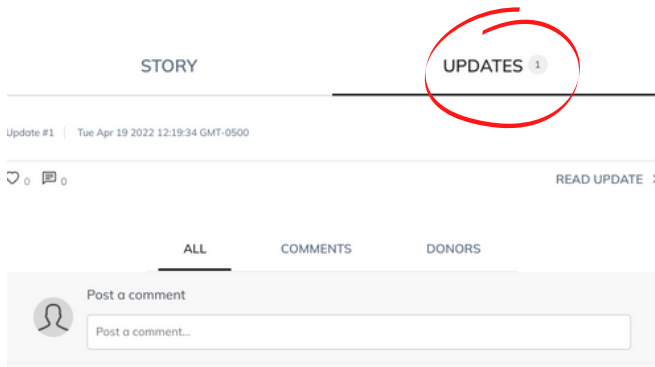 STORY
UPDATES 1
Update #1 Tue Apr 19 2022 12:19:34 GMT-0500
0 0
READ UPDATE
ALL COMMENTS DONORS
Post a comment
Post a comment...